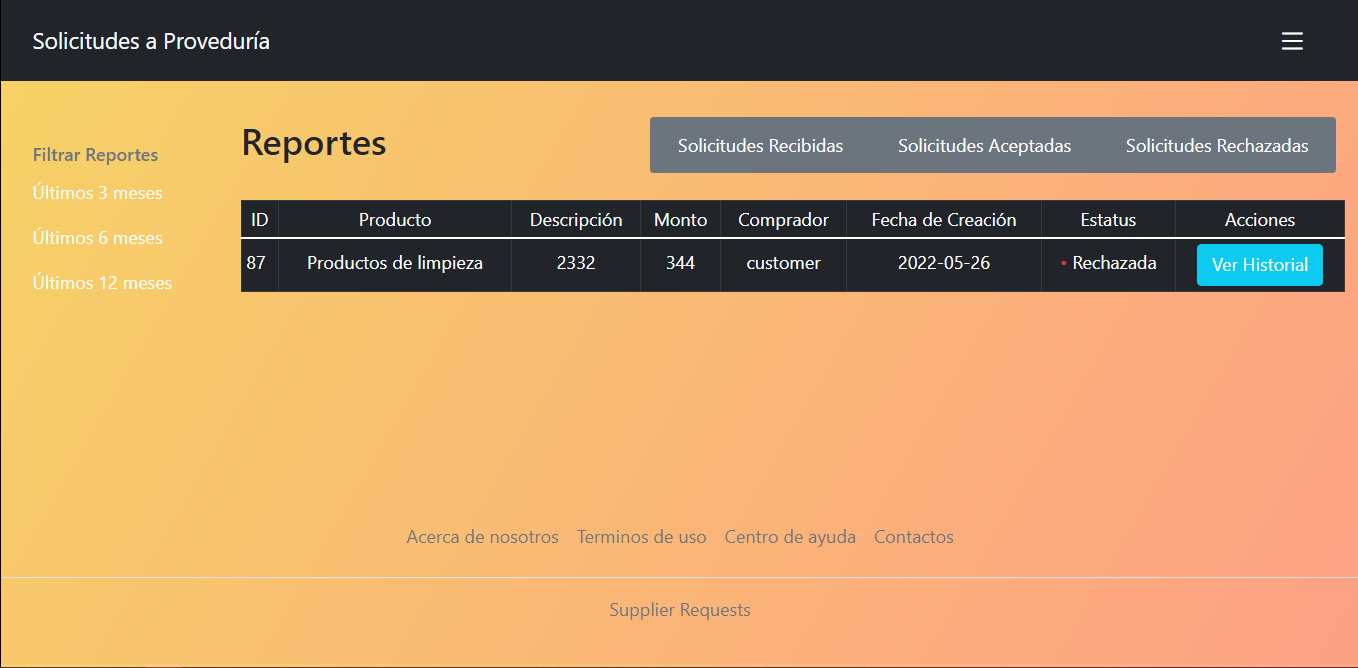 Solicitudes a Proveduría
Filtrar Reportes
Últimos 3 meses
Últimos 6 meses
Últimos 12 meses
Reportes
Solicitudes Recibidas Solicitudes Aceptadas Solicitudes Rechazadas
ID Producto Descripción Monto Comprador Fecha de Creación Estatus Acciones
87 Productos de limpieza 2332 344 customer 2022-05-26 • Rechazada Ver Historial
Acerca de nosotros Terminos de uso Centro de ayuda Contactos
Supplier Requests